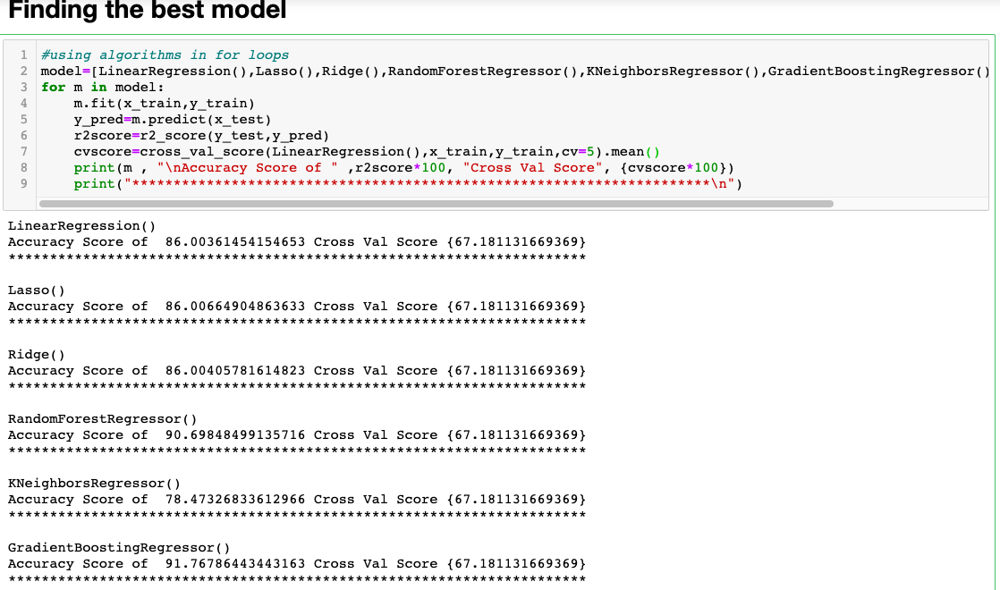 Finding the best model
1 #using algorithms in for loops
2 model=[LinearRegression(),Lasso(),Ridge(),RandomForestRegressor(),KNeighborsRegressor(),GradientBoostingRegressor()
3 for m in model:
4     m.fit(x_train,y_train)
5     y_pred=m.predict(x_test)
6     r2score=r2_score(y_test,y_pred)
7     cvscore=cross_val_score(LinearRegression(),x_train,y_train,cv=5).mean()
8     print(m , "\nAccuracy Score of " ,r2score*100, "Cross Val Score", {cvscore*100})
9     print("**********************************************************************\n")
LinearRegression()
Accuracy Score of  86.00361454154653 Cross Val Score {67.181131669369}
**********************************************************************
Lasso()
Accuracy Score of  86.00664904863633 Cross Val Score {67.181131669369}
**********************************************************************
Ridge()
Accuracy Score of  86.00405781614823 Cross Val Score {67.181131669369}
**********************************************************************
RandomForestRegressor()
Accuracy Score of  90.69848499135716 Cross Val Score {67.181131669369}
**********************************************************************
KNeighborsRegressor()
Accuracy Score of  78.47326833612966 Cross Val Score {67.181131669369}
**********************************************************************
GradientBoostingRegressor()
Accuracy Score of  91.76786443443163 Cross Val Score {67.181131669369}
**********************************************************************